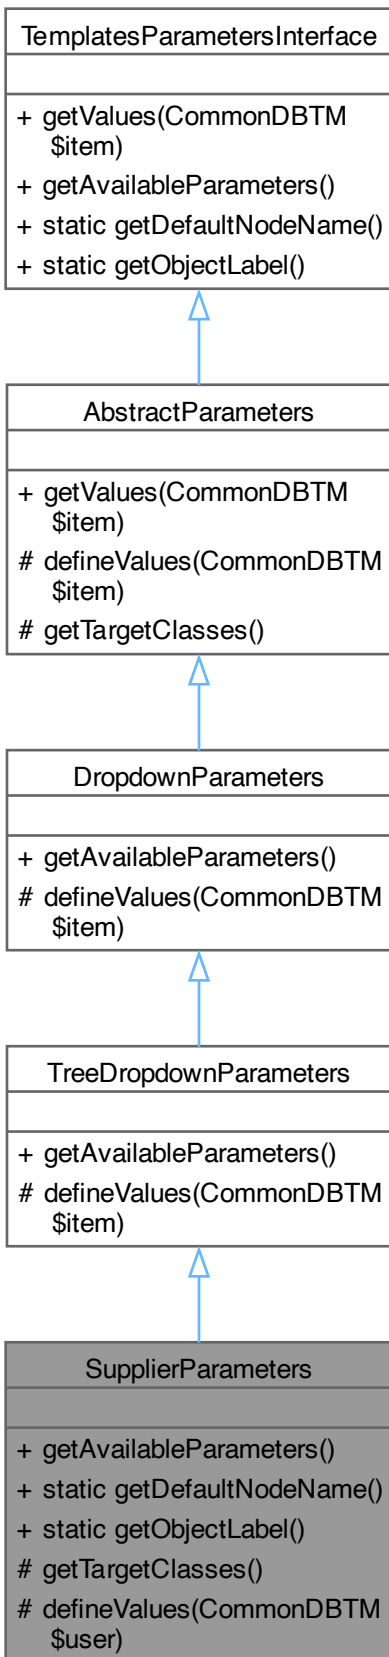 TemplatesParametersInterface
+ getValues(CommonDBTM
$item)
+ getAvailableParameters()
+ static getDefaultNodeName()
+ static getObjectLabel()
AbstractParameters
+ getValues(CommonDBTM
$item)
# defineValues(CommonDBTM
$item)
# getTargetClasses()
DropdownParameters
+ getAvailableParameters()
# defineValues(CommonDBTM
$item)
TreeDropdownParameters
+ getAvailableParameters()
# defineValues(CommonDBTM
$item)
SupplierParameters
+ getAvailableParameters()
+ static getDefaultNodeName()
+ static getObjectLabel()
# getTargetClasses()
# defineValues(CommonDBTM
$user)